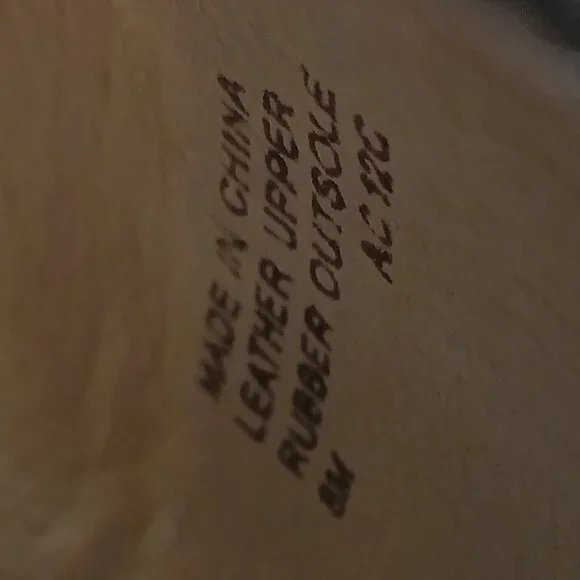 MADE IN CHINA
LEATHER UPPER
RUBBER OUTSOLE
8M AC 12C